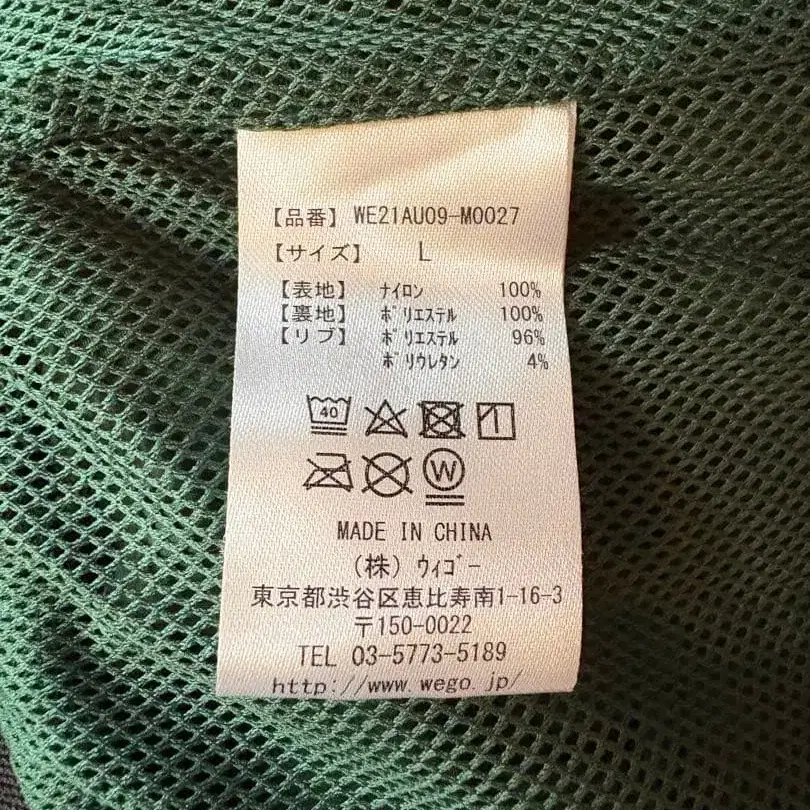 【品番】 WE21AU09-M0027
【サイズ】 L
【表地】 ﾅｲﾛﾝ 100%
【裏地】 ﾎﾟﾘｴｽﾃﾙ 100%
【リブ】 ﾎﾟﾘｴｽﾃﾙ 96%
ﾎﾟﾘｳﾚﾀﾝ 4%
40
W
MADE IN CHINA
(株) ｳｨｺﾞｰ
東京都渋谷区恵比寿南1-16-3
〒150-0022
TEL 03-5773-5189
http://www.wego.jp/